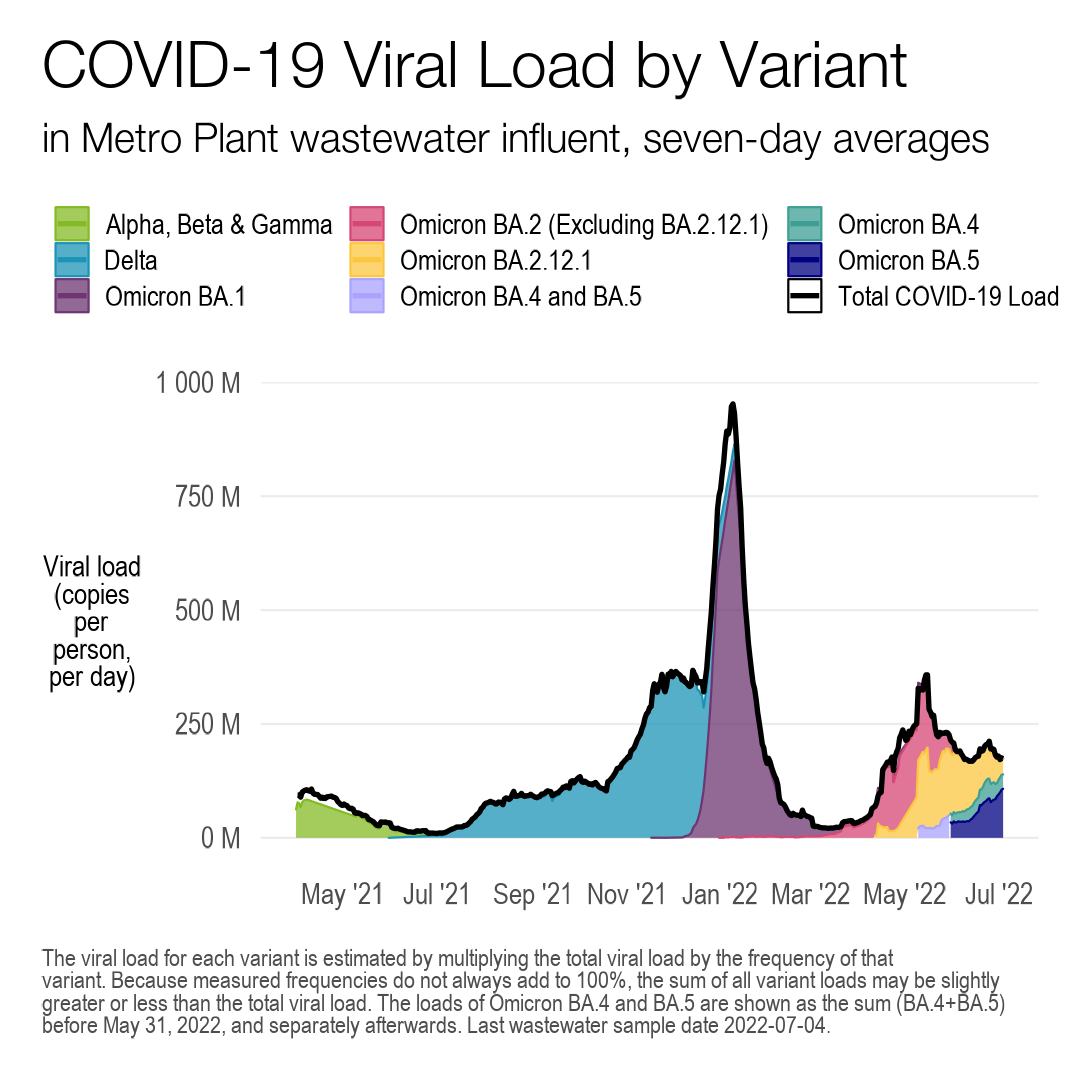 COVID-19 Viral Load by Variant
in Metro Plant wastewater influent, seven-day averages
Alpha, Beta & Gamma
Delta
Omicron BA.1
Omicron BA.2 (Excluding BA.2.12.1)
Omicron BA.2.12.1
Omicron BA.4 and BA.5
Omicron BA.4
Omicron BA.5
Total COVID-19 Load
Viral load
(copies
per
person,
per day)
1 000 M
750 M
500 M
250 M
0 M
May '21 Jul '21 Sep '21 Nov '21 Jan '22 Mar '22 May '22 Jul '22
The viral load for each variant is estimated by multiplying the total viral load by the frequency of that
variant. Because measured frequencies do not always add to 100%, the sum of all variant loads may be slightly
greater or less than the total viral load. The loads of Omicron BA.4 and BA.5 are shown as the sum (BA.4+BA.5)
before May 31, 2022, and separately afterwards. Last wastewater sample date 2022-07-04.